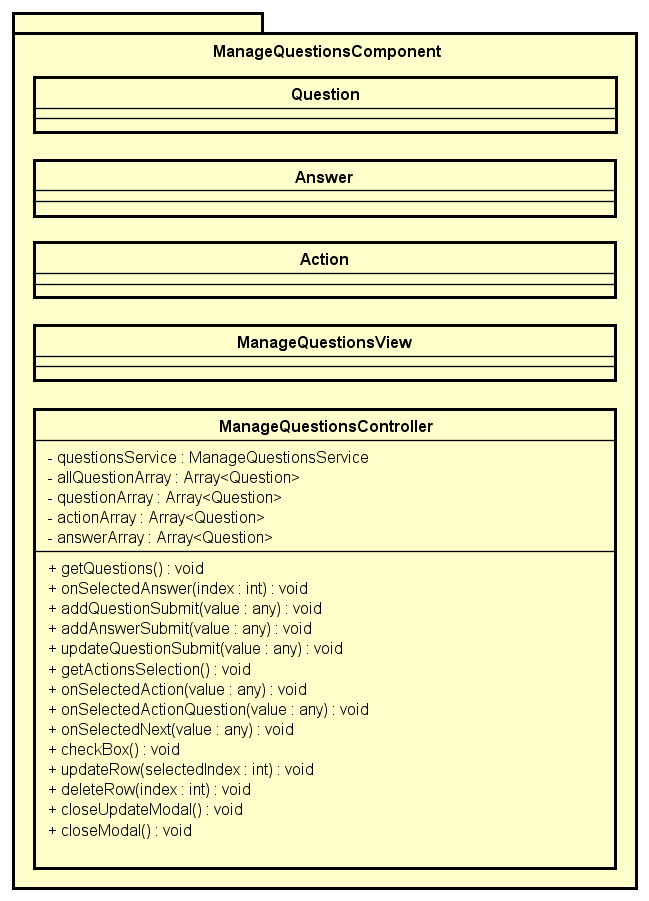 ManageQuestionsComponent
Question
Answer
Action
ManageQuestionsView
ManageQuestionsController
- questionsService : ManageQuestionsService
- allQuestionArray : Array<Question>
- questionArray : Array<Question>
- actionArray : Array<Question>
- answerArray : Array<Question>
+ getQuestions() : void
+ onSelectedAnswer(index : int) : void
+ addQuestionSubmit(value : any) : void
+ addAnswerSubmit(value : any) : void
+ updateQuestionSubmit(value : any) : void
+ getActionsSelection() : void
+ onSelectedAction(value : any) : void
+ onSelectedActionQuestion(value : any) : void
+ onSelectedNext(value : any) : void
+ checkBox() : void
+ updateRow(selectedIndex : int) : void
+ deleteRow(index : int) : void
+ closeUpdateModal() : void
+ closeModal() : void